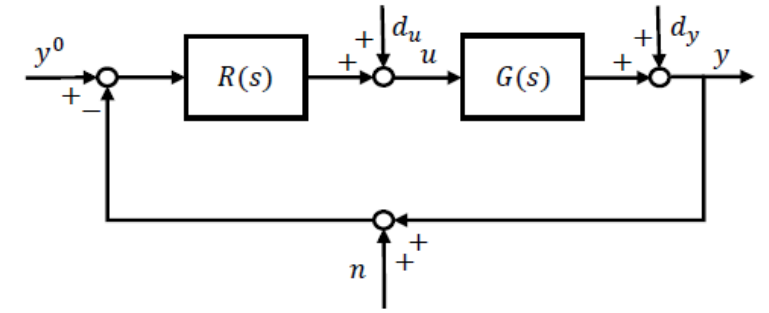 y⁰
+
−
R(s)
+
+
d_u
u
G(s)
+
+
d_y
y
n
+
+